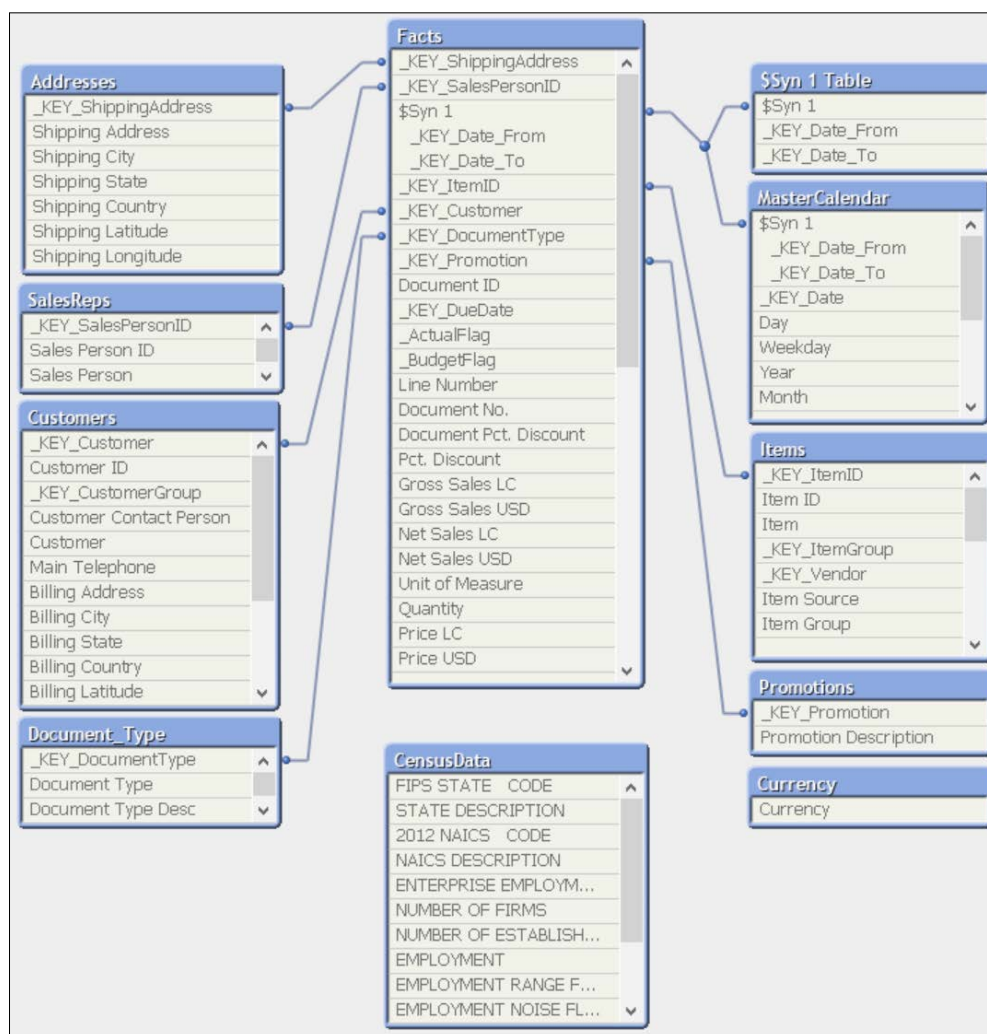 Addresses
_KEY_ShippingAddress
Shipping Address
Shipping City
Shipping State
Shipping Country
Shipping Latitude
Shipping Longitude
SalesReps
_KEY_SalesPersonID
Sales Person ID
Sales Person
Customers
_KEY_Customer
Customer ID
_KEY_CustomerGroup
Customer Contact Person
Customer
Main Telephone
Billing Address
Billing City
Billing State
Billing Country
Billing Latitude
Document_Type
_KEY_DocumentType
Document Type
Document Type Desc
Facts
_KEY_ShippingAddress
_KEY_SalesPersonID
$Syn 1
_KEY_Date_From
_KEY_Date_To
_KEY_ItemID
_KEY_Customer
_KEY_DocumentType
_KEY_Promotion
Document ID
_KEY_DueDate
_ActualFlag
_BudgetFlag
Line Number
Document No.
Document Pct. Discount
Pct. Discount
Gross Sales LC
Gross Sales USD
Net Sales LC
Net Sales USD
Unit of Measure
Quantity
Price LC
Price USD
CensusData
FIPS STATE CODE
STATE DESCRIPTION
2012 NAICS CODE
NAICS DESCRIPTION
ENTERPRISE EMPLOYM...
NUMBER OF FIRMS
NUMBER OF ESTABLISH...
EMPLOYMENT
EMPLOYMENT RANGE F...
EMPLOYMENT NOISE FL...
$Syn 1 Table
$Syn 1
_KEY_Date_From
_KEY_Date_To
MasterCalendar
$Syn 1
_KEY_Date_From
_KEY_Date_To
_KEY_Date
Day
Weekday
Year
Month
Items
_KEY_ItemID
Item ID
Item
_KEY_ItemGroup
_KEY_Vendor
Item Source
Item Group
Promotions
_KEY_Promotion
Promotion Description
Currency
Currency